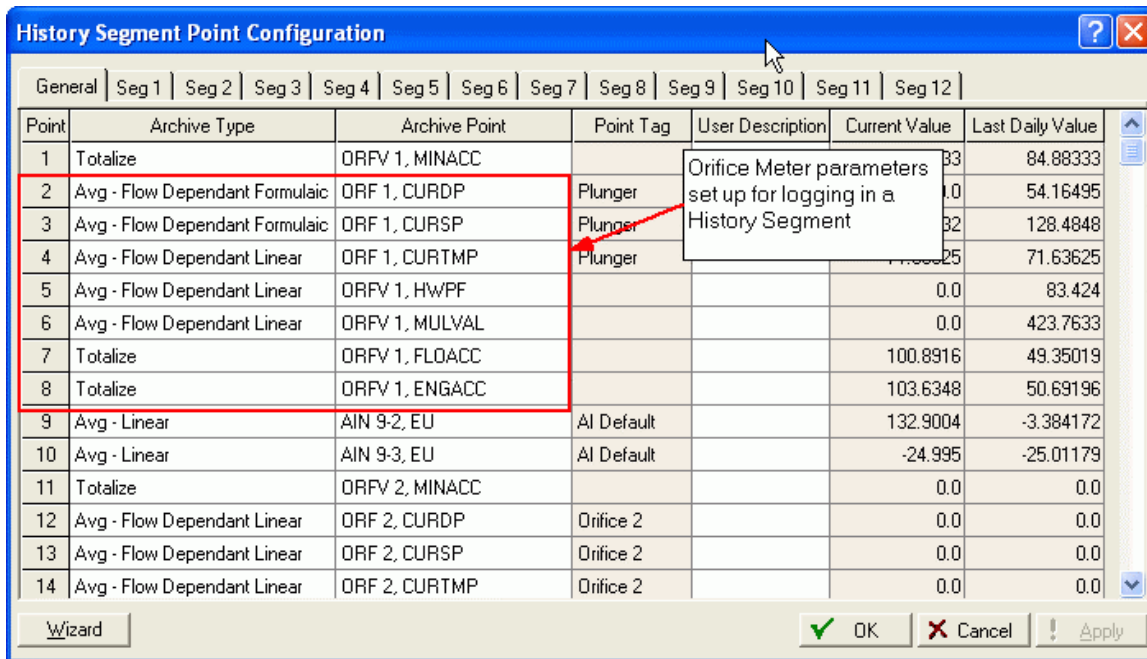 History Segment Point Configuration
General Seg 1 Seg 2 Seg 3 Seg 4 Seg 5 Seg 6 Seg 7 Seg 8 Seg 9 Seg 10 Seg 11 Seg 12
Point Archive Type Archive Point Point Tag User Description Current Value Last Daily Value
1 Totalize ORFV 1, MINACC 33 84.88333
2 Avg - Flow Dependant Formulaic ORF 1, CURDP Plunger .0 54.16495
3 Avg - Flow Dependant Formulaic ORF 1, CURSP Plunger 32 128.4848
4 Avg - Flow Dependant Linear ORF 1, CURTMP Plunger 71.63625
5 Avg - Flow Dependant Linear ORFV 1, HWPF 0.0 83.424
6 Avg - Flow Dependant Linear ORFV 1, MULVAL 0.0 423.7633
7 Totalize ORFV 1, FLOACC 100.8916 49.35019
8 Totalize ORFV 1, ENGACC 103.6348 50.69196
9 Avg - Linear AIN 9-2, EU AI Default 132.9004 -3.384172
10 Avg - Linear AIN 9-3, EU AI Default -24.995 -25.01179
11 Totalize ORFV 2, MINACC 0.0 0.0
12 Avg - Flow Dependant Linear ORF 2, CURDP Orifice 2 0.0 0.0
13 Avg - Flow Dependant Linear ORF 2, CURSP Orifice 2 0.0 0.0
14 Avg - Flow Dependant Linear ORF 2, CURTMP Orifice 2 0.0 0.0
Orifice Meter parameters
set up for logging in a
History Segment
Wizard OK Cancel ! Apply